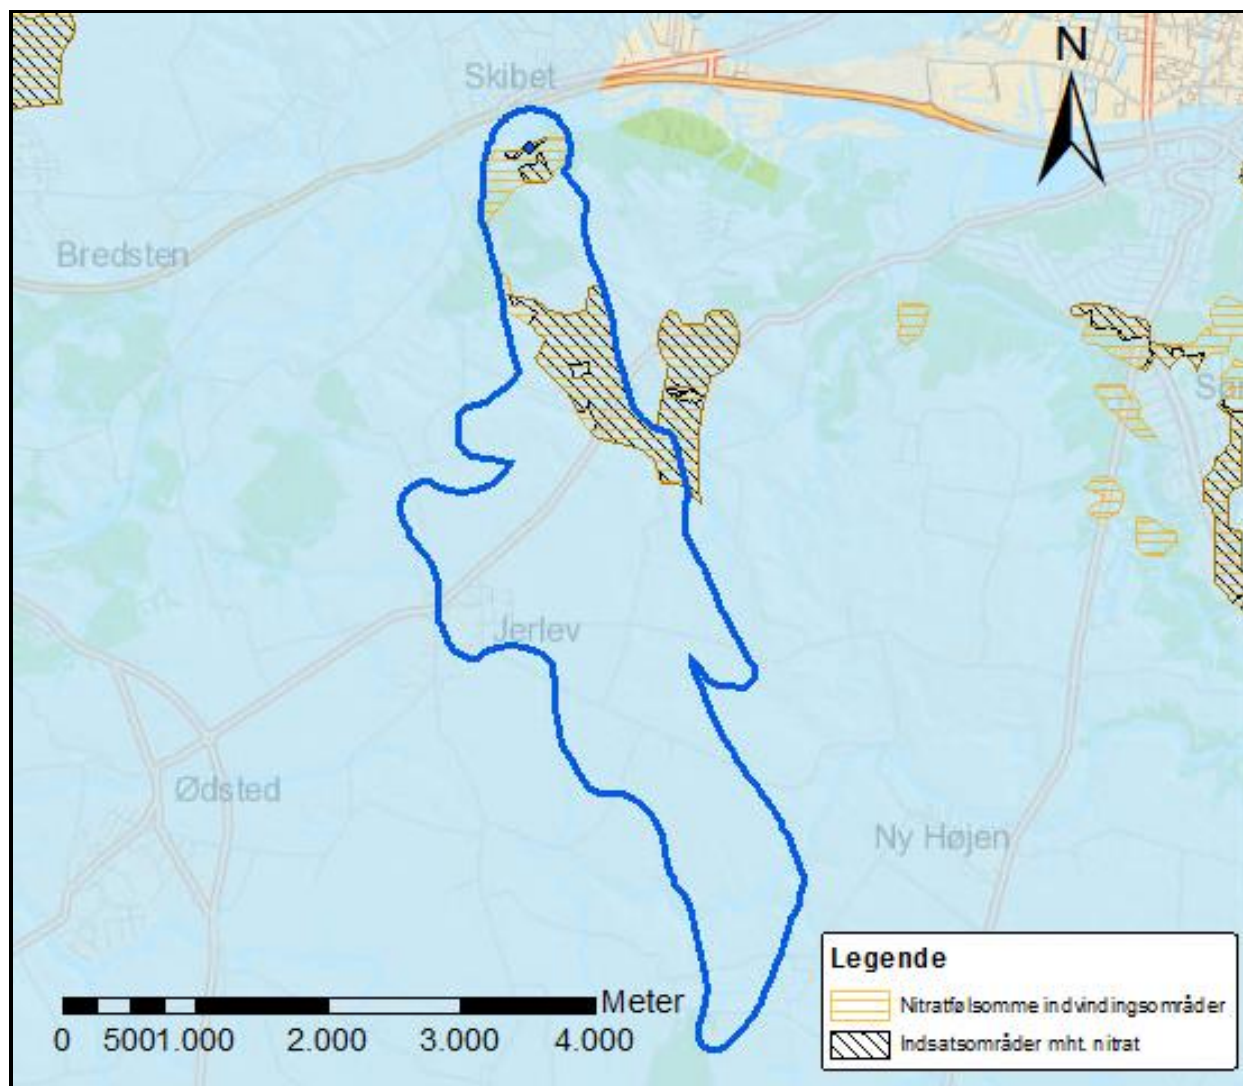 N
Skibet
Bredsten
Jerlev
Ødsted
Ny Højen
Legende
Nitratfølsomme indvindingsområder
Indsatsområder mht. nitrat
Meter
0 5001.000 2.000 3.000 4.000